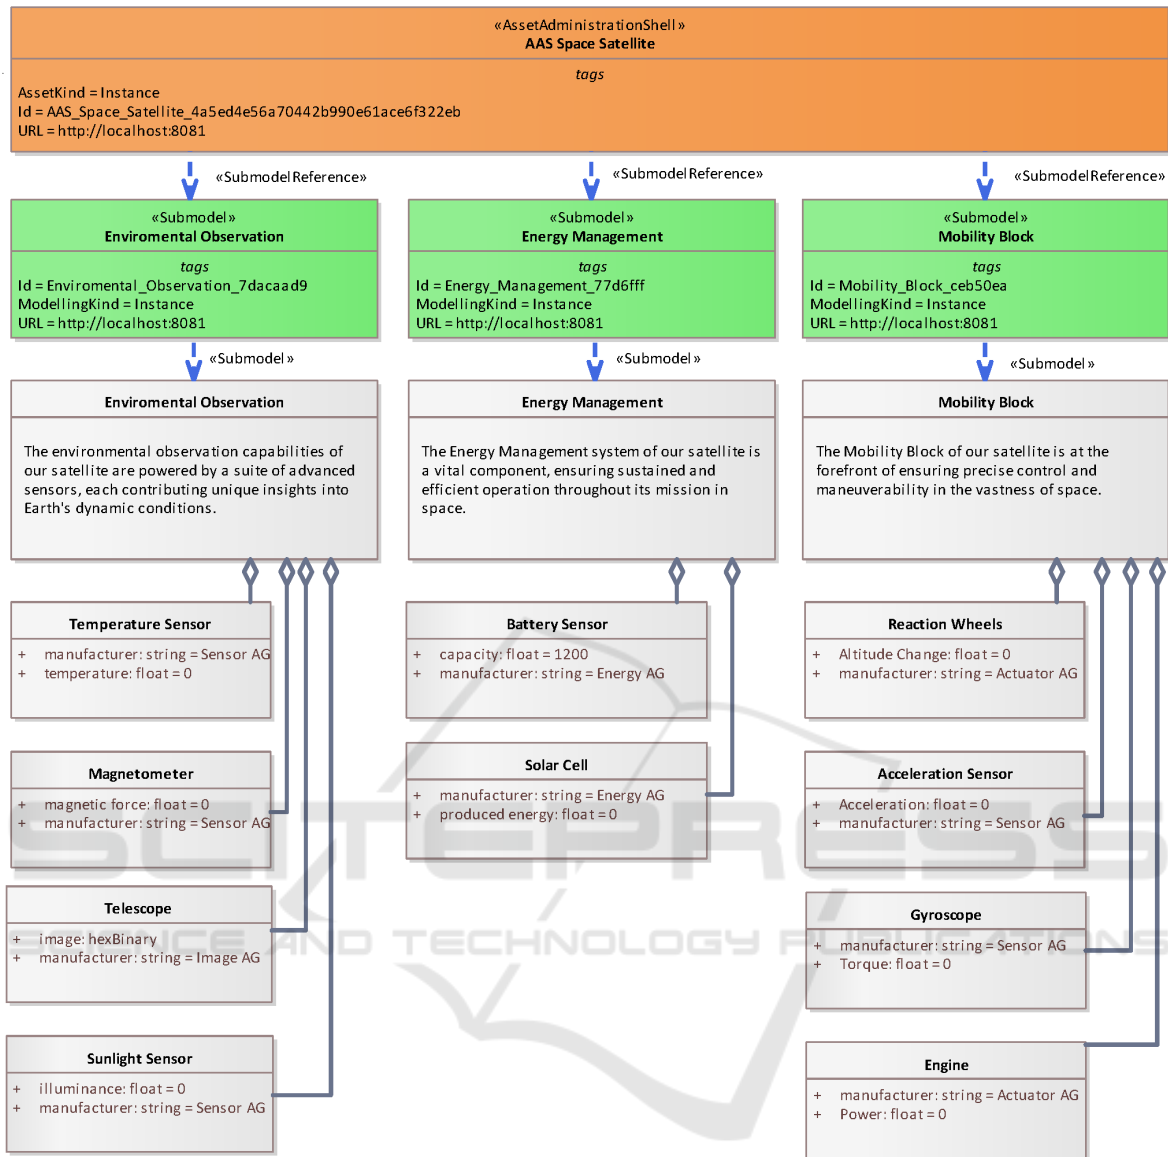 «AssetAdministrationShell»
AAS Space Satellite
tags
AssetKind = Instance
Id = AAS_Space_Satellite_4a5ed4e56a70442b990e61ace6f322eb
URL = http://localhost:8081
«SubmodelReference»
«SubmodelReference»
«SubmodelReference»
«Submodel»
Enviromental Observation
tags
Id = Enviromental_Observation_7dacaad9
ModellingKind = Instance
URL = http://localhost:8081
«Submodel»
Energy Management
tags
Id = Energy_Management_77d6fff
ModellingKind = Instance
URL = http://localhost:8081
«Submodel»
Mobility Block
tags
Id = Mobility_Block_ceb50ea
ModellingKind = Instance
URL = http://localhost:8081
«Submodel»
«Submodel»
«Submodel»
Enviromental Observation
The environmental observation capabilities of
our satellite are powered by a suite of advanced
sensors, each contributing unique insights into
Earth's dynamic conditions.
Energy Management
The Energy Management system of our satellite is
a vital component, ensuring sustained and
efficient operation throughout its mission in
space.
Mobility Block
The Mobility Block of our satellite is at the
forefront of ensuring precise control and
maneuverability in the vastness of space.
Temperature Sensor
+ manufacturer: string = Sensor AG
+ temperature: float = 0
Battery Sensor
+ capacity: float = 1200
+ manufacturer: string = Energy AG
Reaction Wheels
+ Altitude Change: float = 0
+ manufacturer: string = Actuator AG
Magnetometer
+ magnetic force: float = 0
+ manufacturer: string = Sensor AG
Solar Cell
+ manufacturer: string = Energy AG
+ produced energy: float = 0
Acceleration Sensor
+ Acceleration: float = 0
+ manufacturer: string = Sensor AG
SCITEPRESS
Telescope
+ image: hexBinary
+ manufacturer: string = Image AG
Gyroscope
+ manufacturer: string = Sensor AG
+ Torque: float = 0
SCIENCE AND TECHNOLOGY PUBLICATIONS
Sunlight Sensor
+ illuminance: float = 0
+ manufacturer: string = Sensor AG
Engine
+ manufacturer: string = Actuator AG
+ Power: float = 0